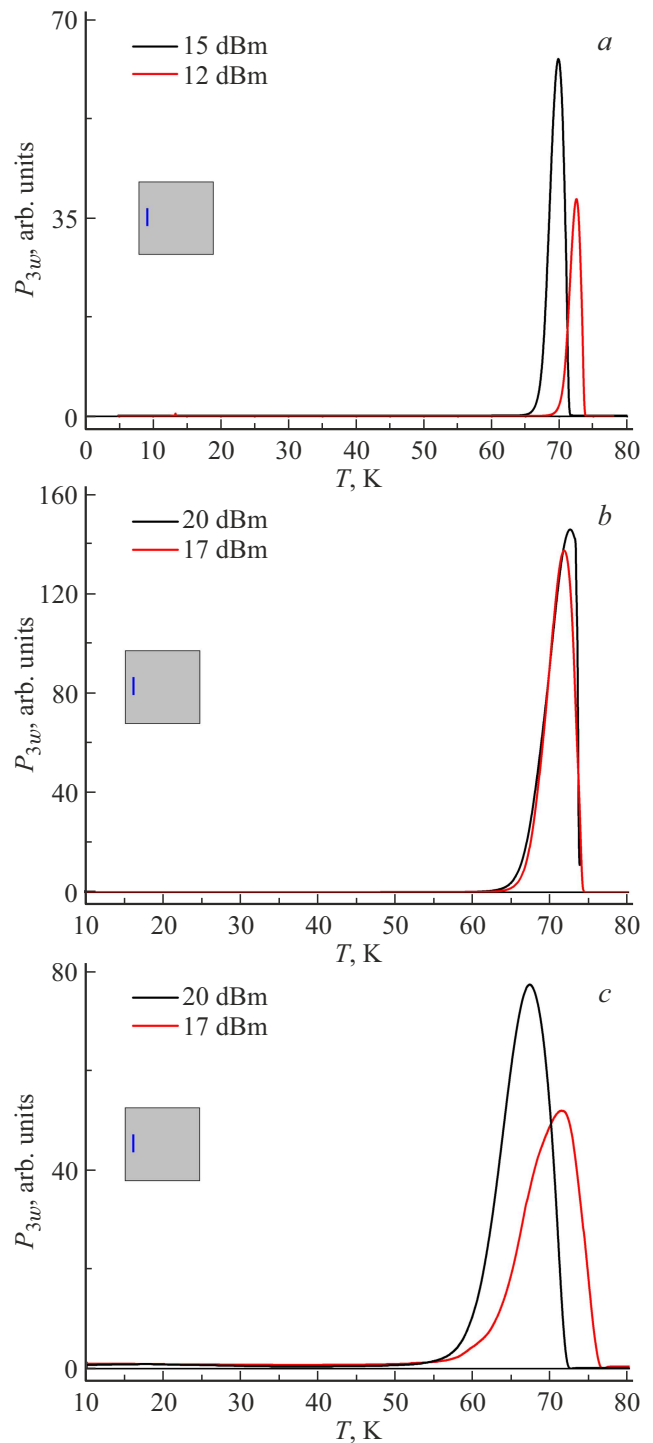 70
15 dBm
a
12 dBm
35
P3w, arb. units
0
0 10 20 30 40 50 60 70 80
T, K
160
20 dBm
b
17 dBm
120
80
P3w, arb. units
40
0
10 20 30 40 50 60 70 80
T, K
80
20 dBm
c
17 dBm
40
P3w, arb. units
0
10 20 30 40 50 60 70 80
T, K